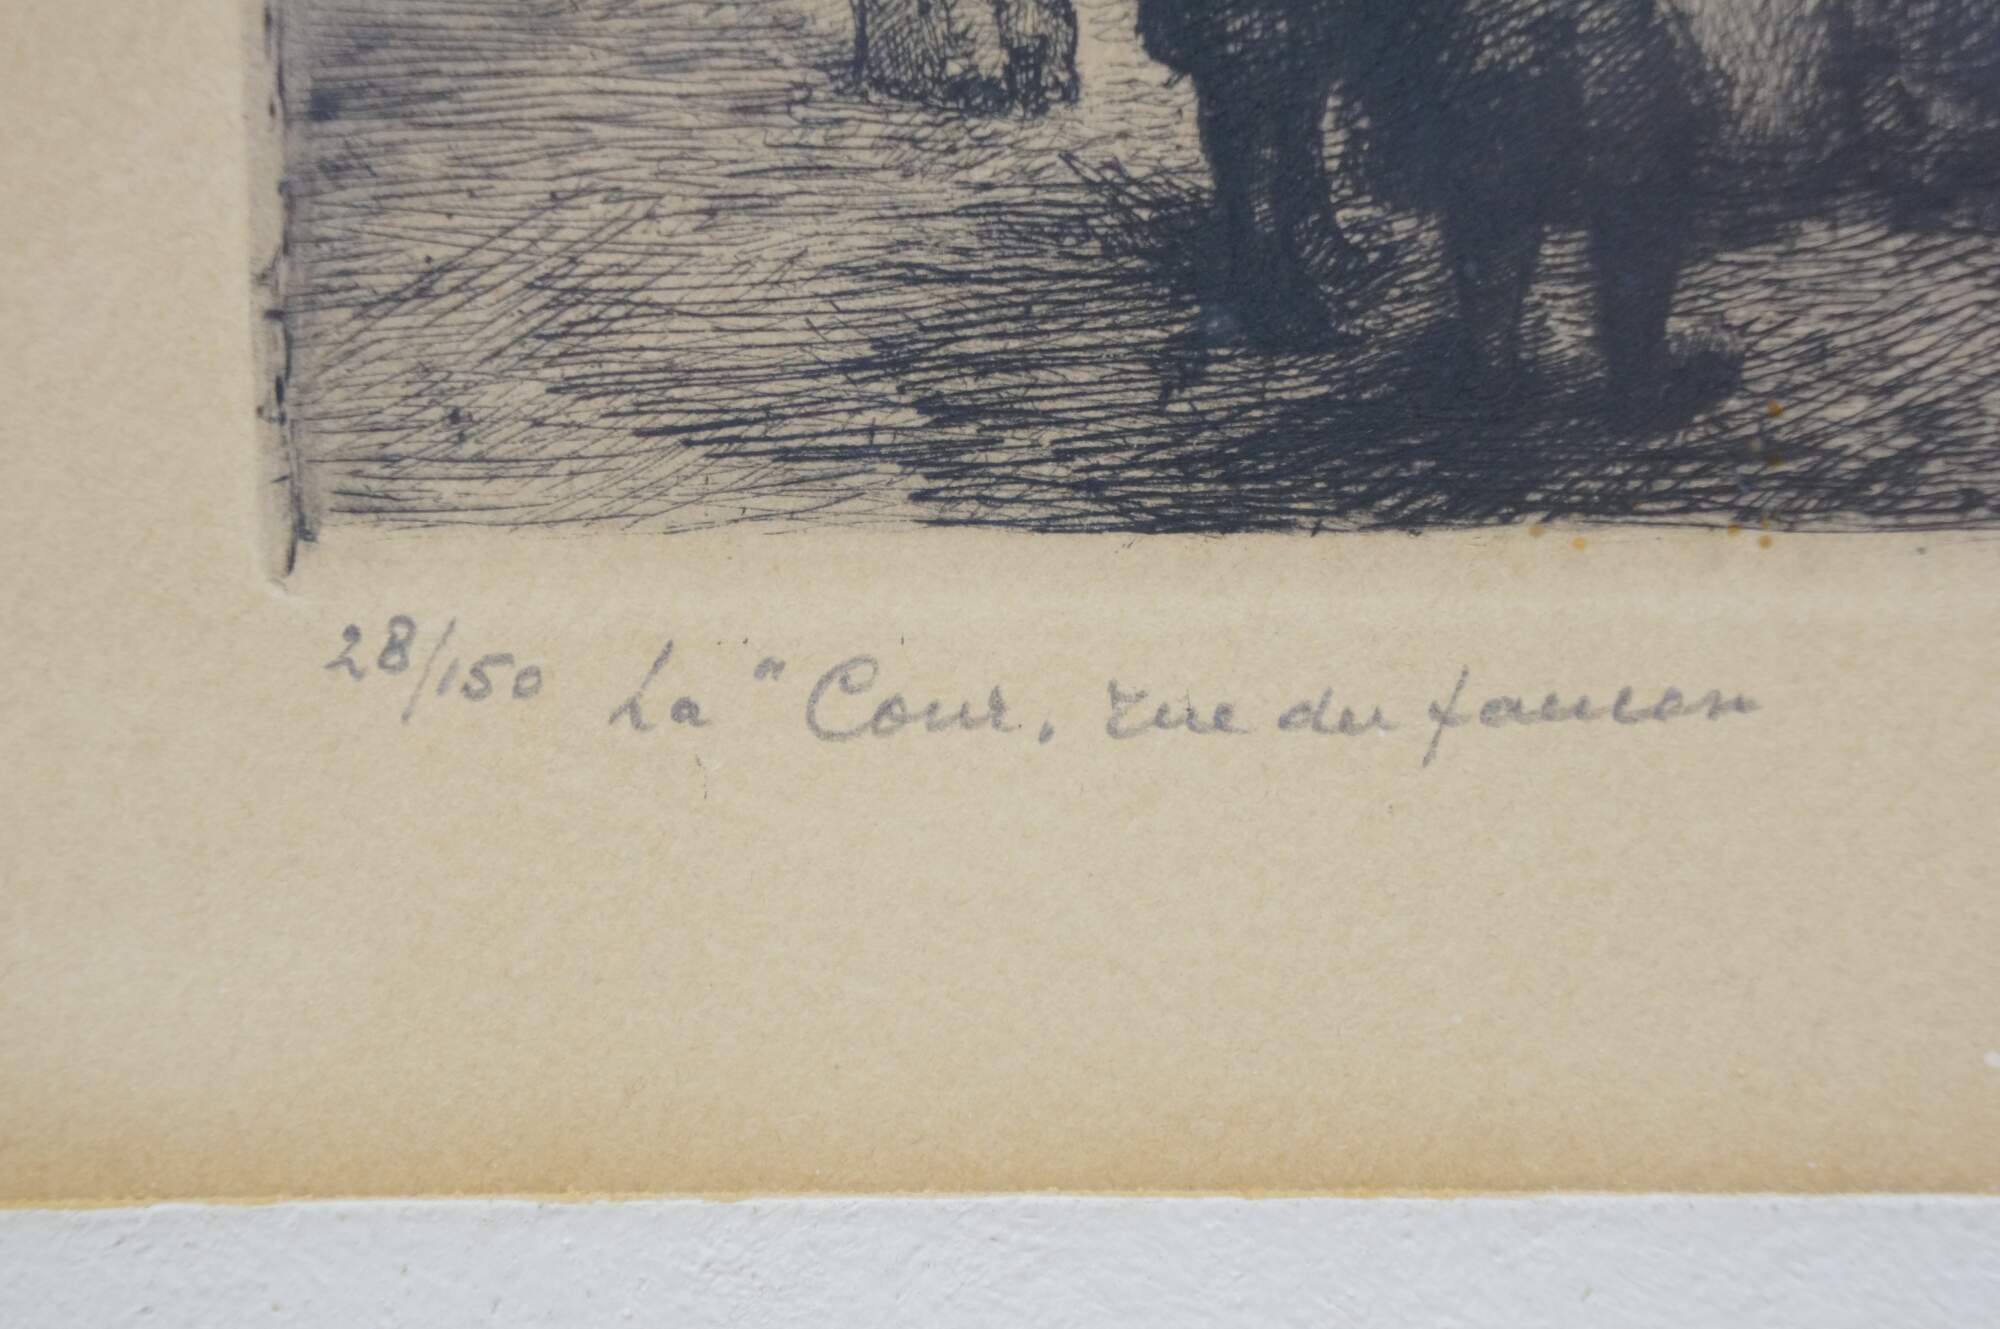 28/150 La " Cour, rue du faucon